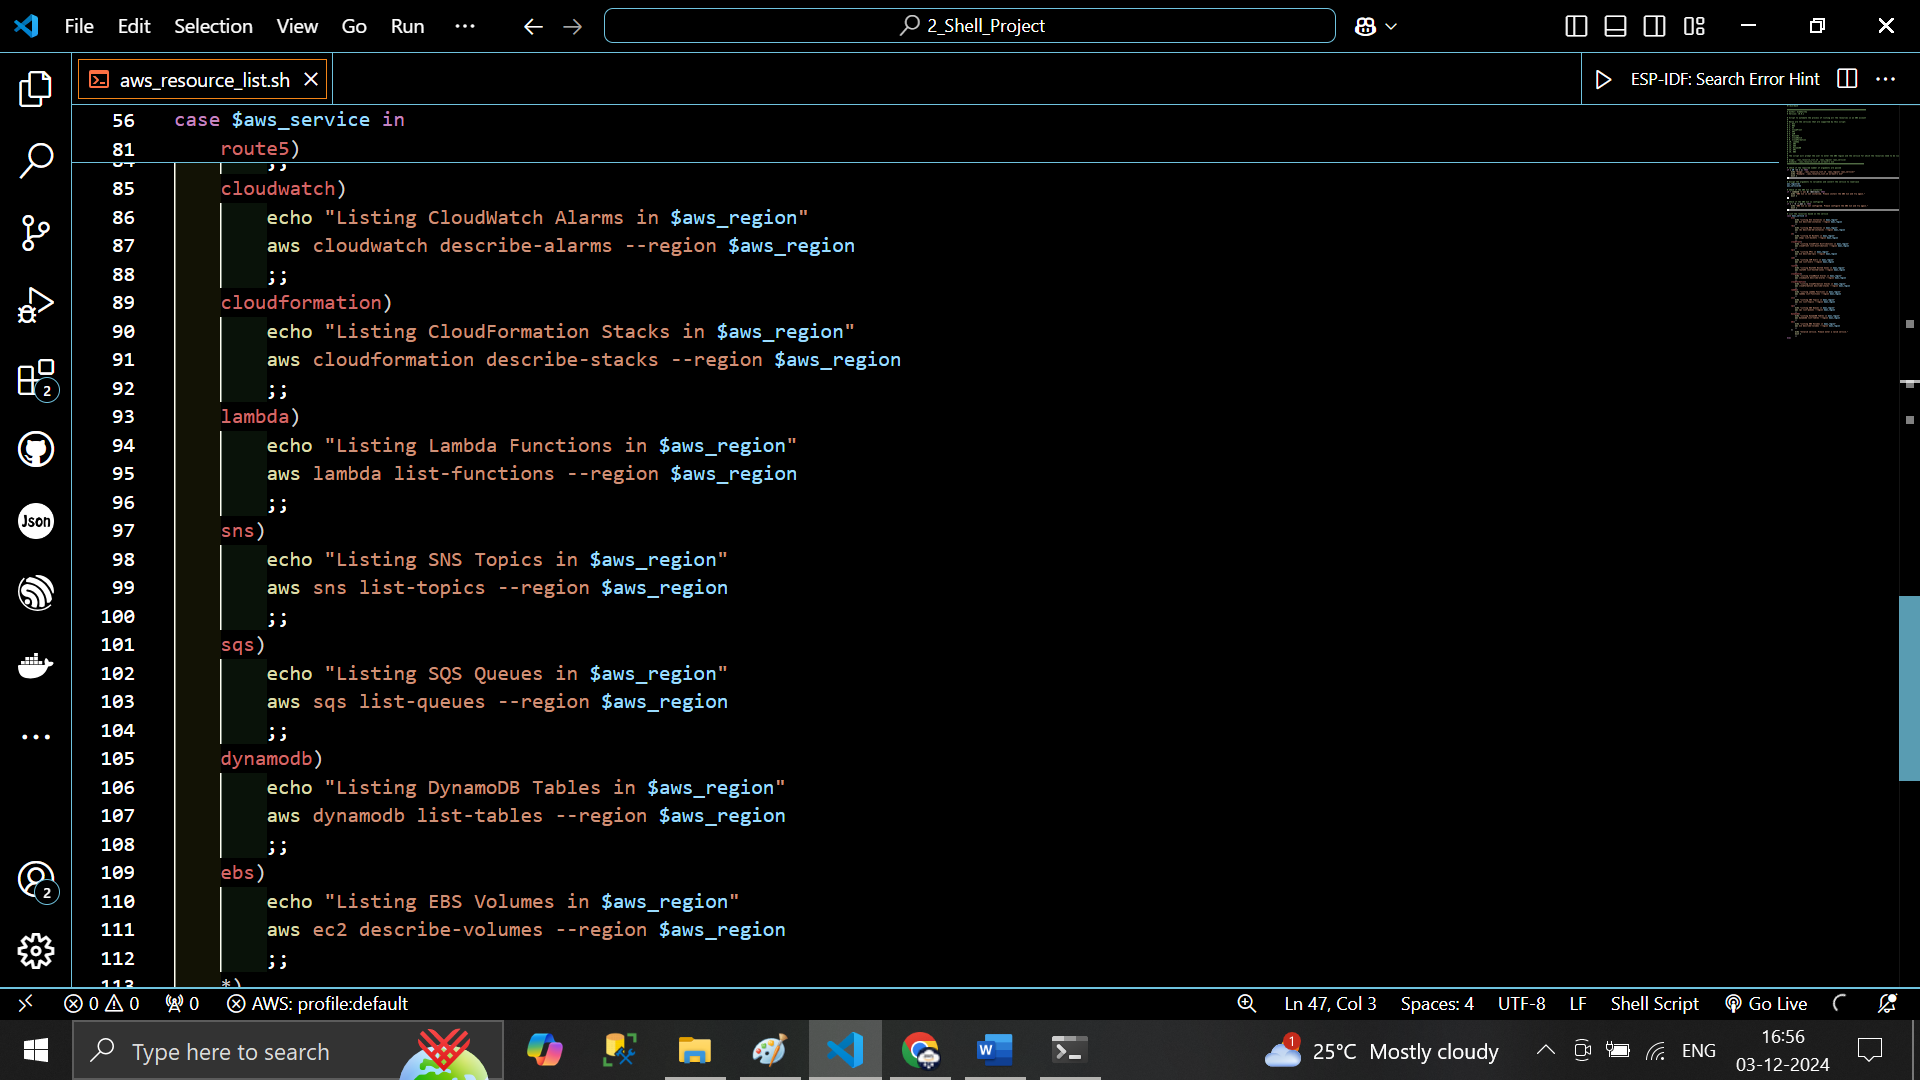 File Edit Selection View Go Run ···
2_Shell_Project
aws_resource_list.sh
ESP-IDF: Search Error Hint
56 case $aws_service in
81 route5)
;;
85 cloudwatch)
86 echo "Listing CloudWatch Alarms in $aws_region"
87 aws cloudwatch describe-alarms --region $aws_region
88 ;;
89 cloudformation)
90 echo "Listing CloudFormation Stacks in $aws_region"
91 aws cloudformation describe-stacks --region $aws_region
92 ;;
93 lambda)
94 echo "Listing Lambda Functions in $aws_region"
95 aws lambda list-functions --region $aws_region
96 ;;
97 sns)
98 echo "Listing SNS Topics in $aws_region"
99 aws sns list-topics --region $aws_region
100 ;;
101 sqs)
102 echo "Listing SQS Queues in $aws_region"
103 aws sqs list-queues --region $aws_region
104 ;;
105 dynamodb)
106 echo "Listing DynamoDB Tables in $aws_region"
107 aws dynamodb list-tables --region $aws_region
108 ;;
109 ebs)
110 echo "Listing EBS Volumes in $aws_region"
111 aws ec2 describe-volumes --region $aws_region
112 ;;
113 *)
2
Json
2
0 0 0 AWS: profile:default
Ln 47, Col 3 Spaces: 4 UTF-8 LF Shell Script Go Live
Type here to search
W
1
25°C Mostly cloudy
ENG
16:56
03-12-2024